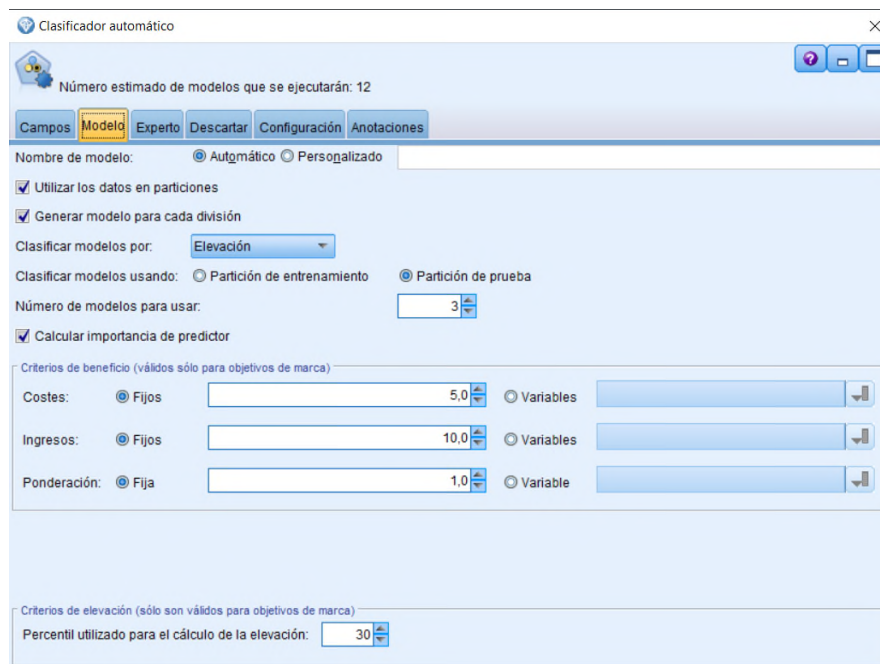 Clasificador automático
Número estimado de modelos que se ejecutarán: 12
Campos Modelo Experto Descartar Configuración Anotaciones
Nombre de modelo: Automático Personalizado
Utilizar los datos en particiones
Generar modelo para cada división
Clasificar modelos por: Elevación
Clasificar modelos usando: Partición de entrenamiento Partición de prueba
Número de modelos para usar: 3
Calcular importancia de predictor
Criterios de beneficio (válidos sólo para objetivos de marca)
Costes: Fijos 5,0 Variables
Ingresos: Fijos 10,0 Variables
Ponderación: Fija 1,0 Variable
Criterios de elevación (sólo son válidos para objetivos de marca)
Percentil utilizado para el cálculo de la elevación: 30